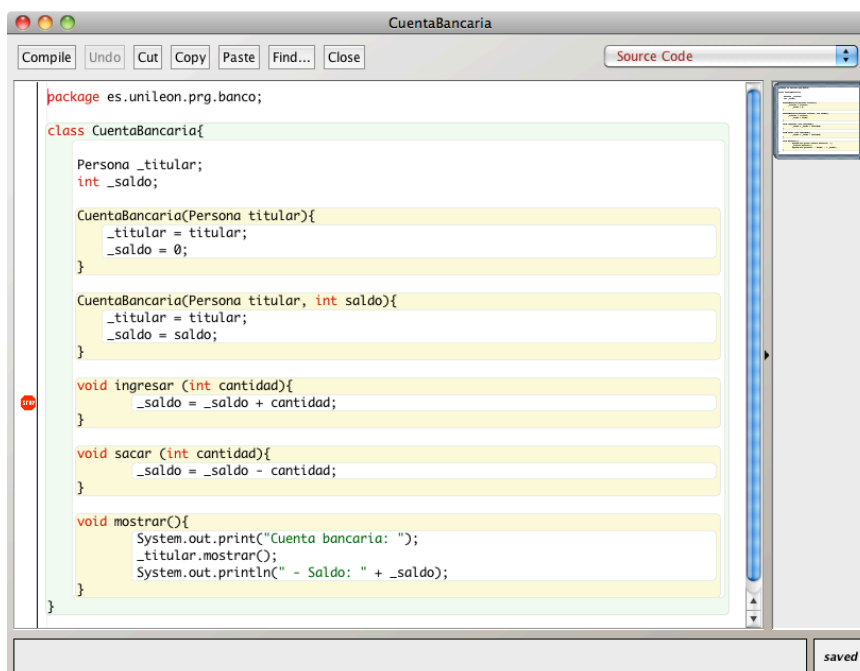 CuentaBancaria
Compile Undo Cut Copy Paste Find... Close Source Code
package es.unileon.prg.banco;
class CuentaBancaria{
Persona _titular;
int _saldo;
CuentaBancaria(Persona titular){
_titular = titular;
_saldo = 0;
}
CuentaBancaria(Persona titular, int saldo){
_titular = titular;
_saldo = saldo;
}
void ingresar (int cantidad){
STOP
_saldo = _saldo + cantidad;
}
void sacar (int cantidad){
_saldo = _saldo - cantidad;
}
void mostrar(){
System.out.print("Cuenta bancaria: ");
_titular.mostrar();
System.out.println(" - Saldo: " + _saldo);
}
}
saved